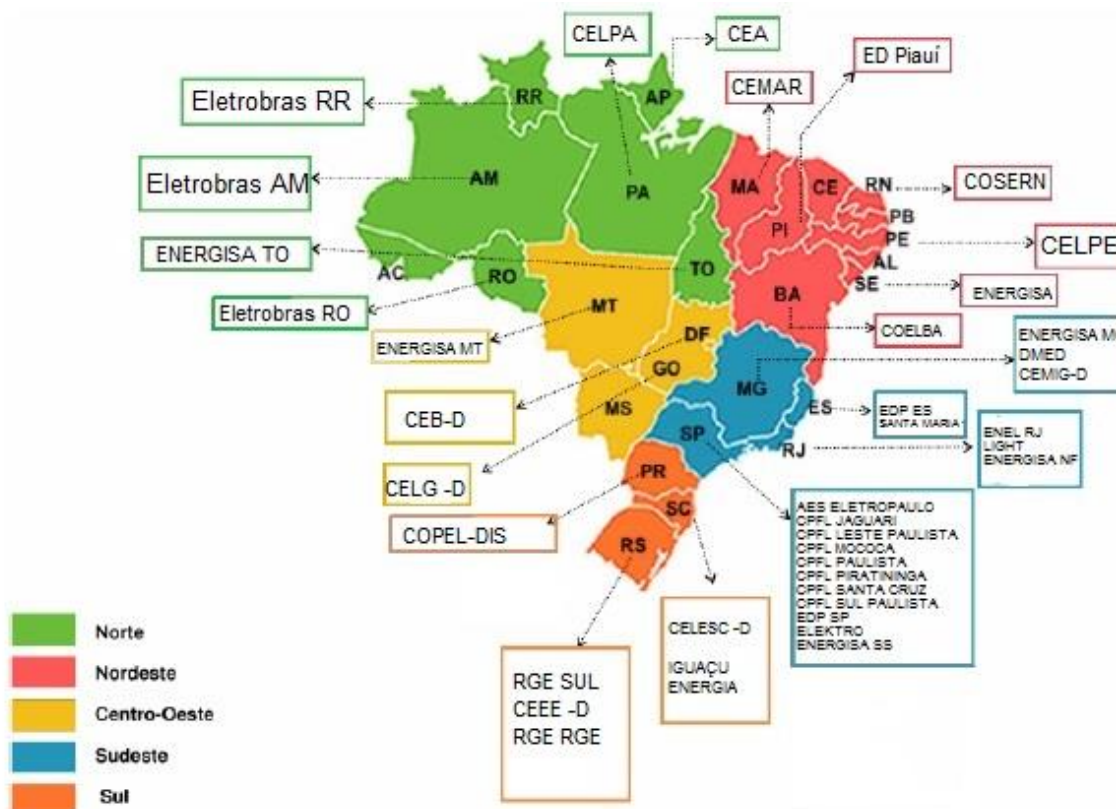 CELPA
CEA
ED Piauí
Eletrobras RR
RR
AP
CEMAR
Eletrobras AM
AM
PA
MA
CE
RN
COSERN
PI
PB
PE
CELPE
ENERGISA TO
AC
RO
TO
AL
SE
ENERGISA
BA
Eletrobras RO
MT
COELBA
ENERGISA MT
DF
GO
MG
ENERGISA M
DMED
CEMIG-D
CEB-D
MS
SP
ES
EDP ES
SANTA MARIA
RJ
ENEL RJ
LIGHT
ENERGISA NF
CELG -D
PR
COPEL-DIS
SC
RS
AES ELETROPAULO
CPFL JAGUARI
CPFL LESTE PAULISTA
CPFL MOCOCA
CPFL PAULISTA
CPFL PIRATININGA
CPFL SANTA CRUZ
CPFL SUL PAULISTA
EDP SP
ELEKTRO
ENERGISA SS
CELESC -D
IGUAÇU
ENERGIA
RGE SUL
CEEE -D
RGE RGE
Norte
Nordeste
Centro-Oeste
Sudeste
Sul